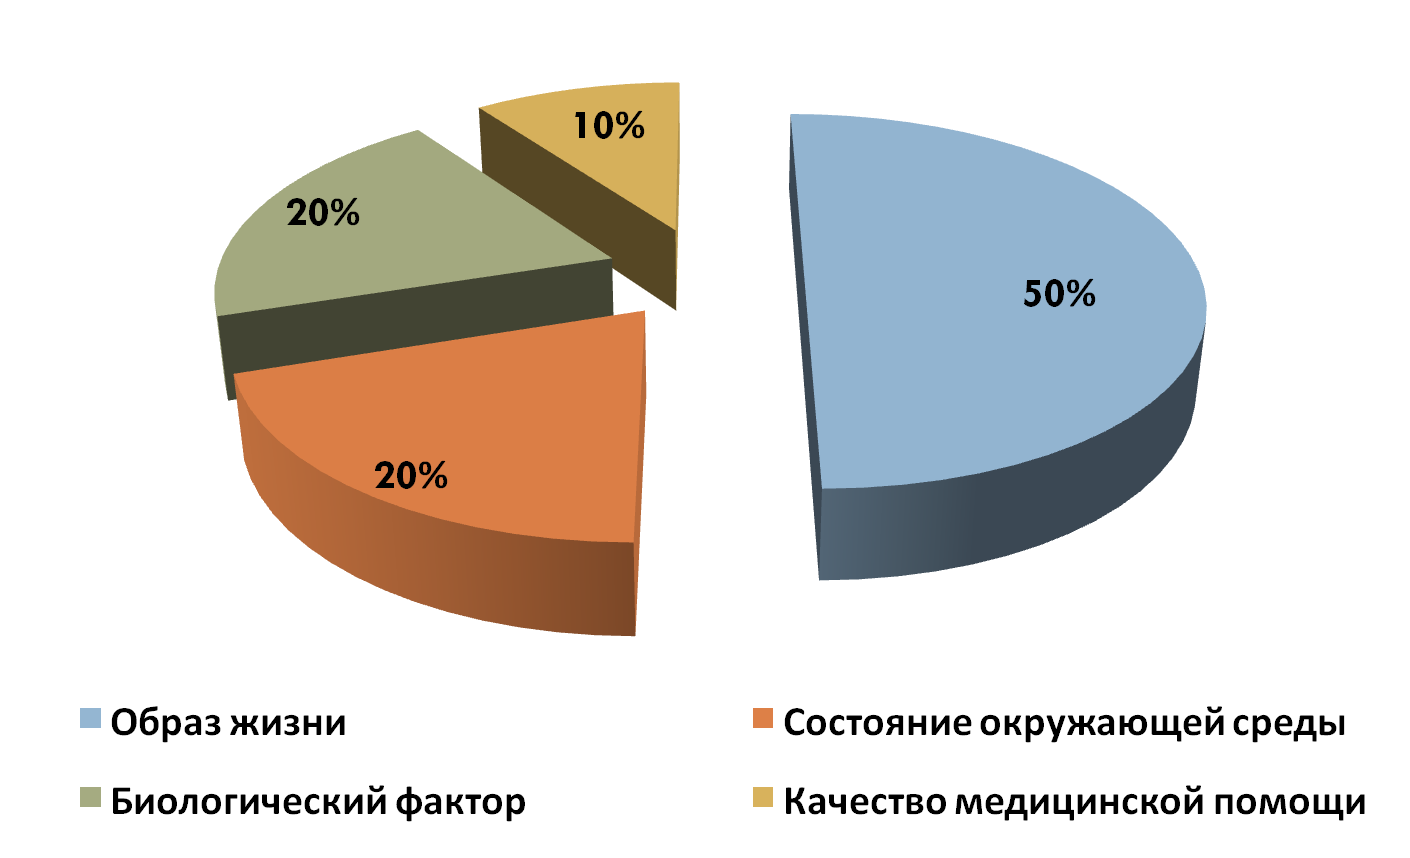 10%
20%
50%
20%
Образ жизни
Состояние окружающей среды
Биологический фактор
Качество медицинской помощи